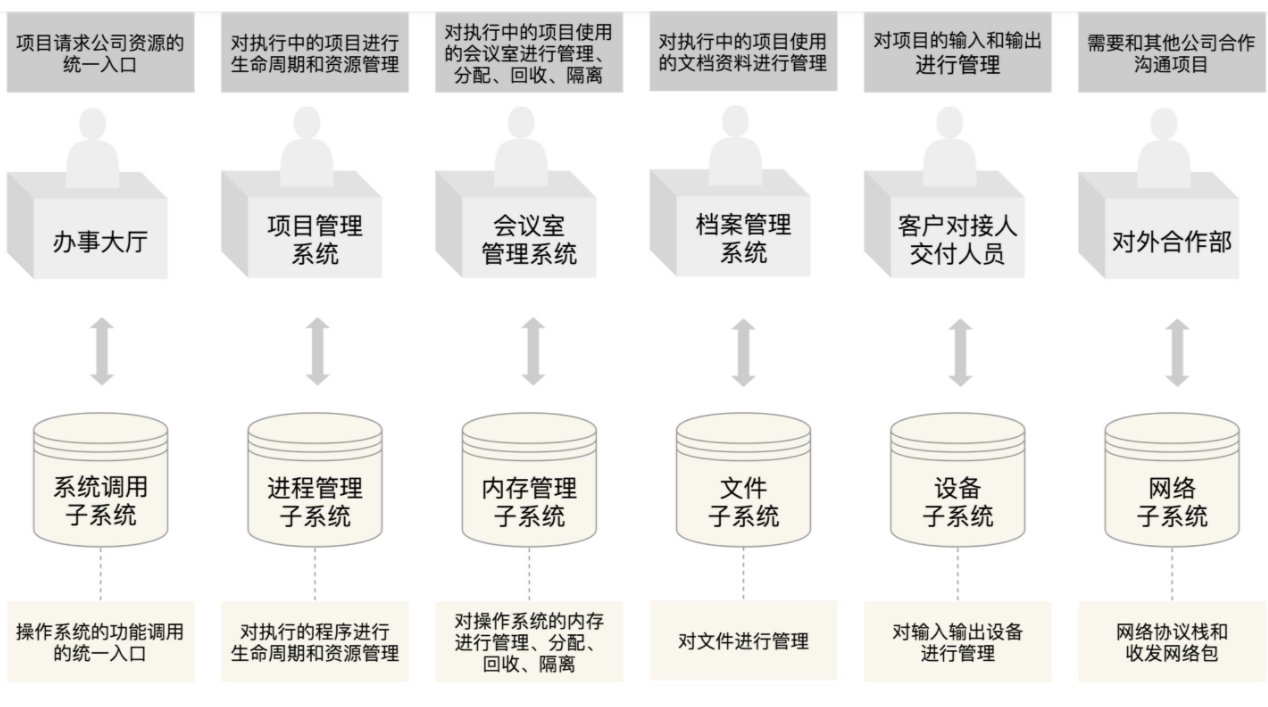 项目请求公司资源的
统一入口
对执行中的项目进行
生命周期和资源管理
对执行中的项目使用
的会议室进行管理、
分配、回收、隔离
对执行中的项目使用
的文档资料进行管理
对项目的输入和输出
进行管理
需要和其他公司合作
沟通项目
办事大厅
项目管理
系统
会议室
管理系统
档案管理
系统
客户对接人
交付人员
对外合作部
系统调用
子系统
进程管理
子系统
内存管理
子系统
文件
子系统
设备
子系统
网络
子系统
操作系统的功能调用
的统一入口
对执行的程序进行
生命周期和资源管理
对操作系统的内存
进行管理、分配、
回收、隔离
对文件进行管理
对输入输出设备
进行管理
网络协议栈和
收发网络包